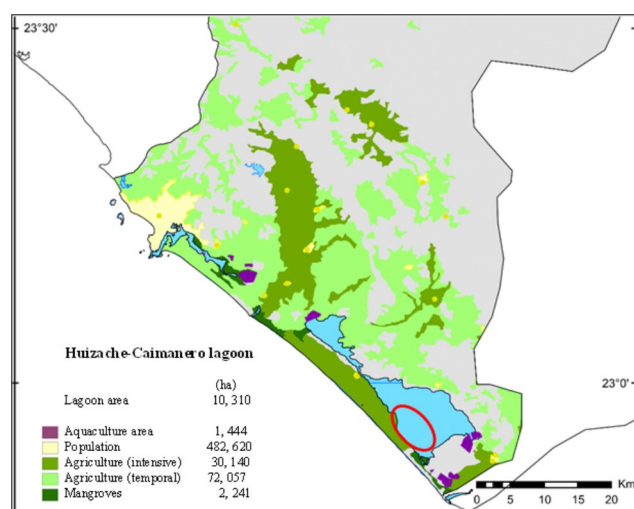 23°30'
Huizache-Caimanero lagoon
(ha)
Lagoon area 10, 310
23°0'
Aquaculture area 1, 444
Population 482, 620
Agriculture (intensive) 30, 140
Agriculture (temporal) 72, 057
Mangroves 2, 241
Km
0 5 10 20